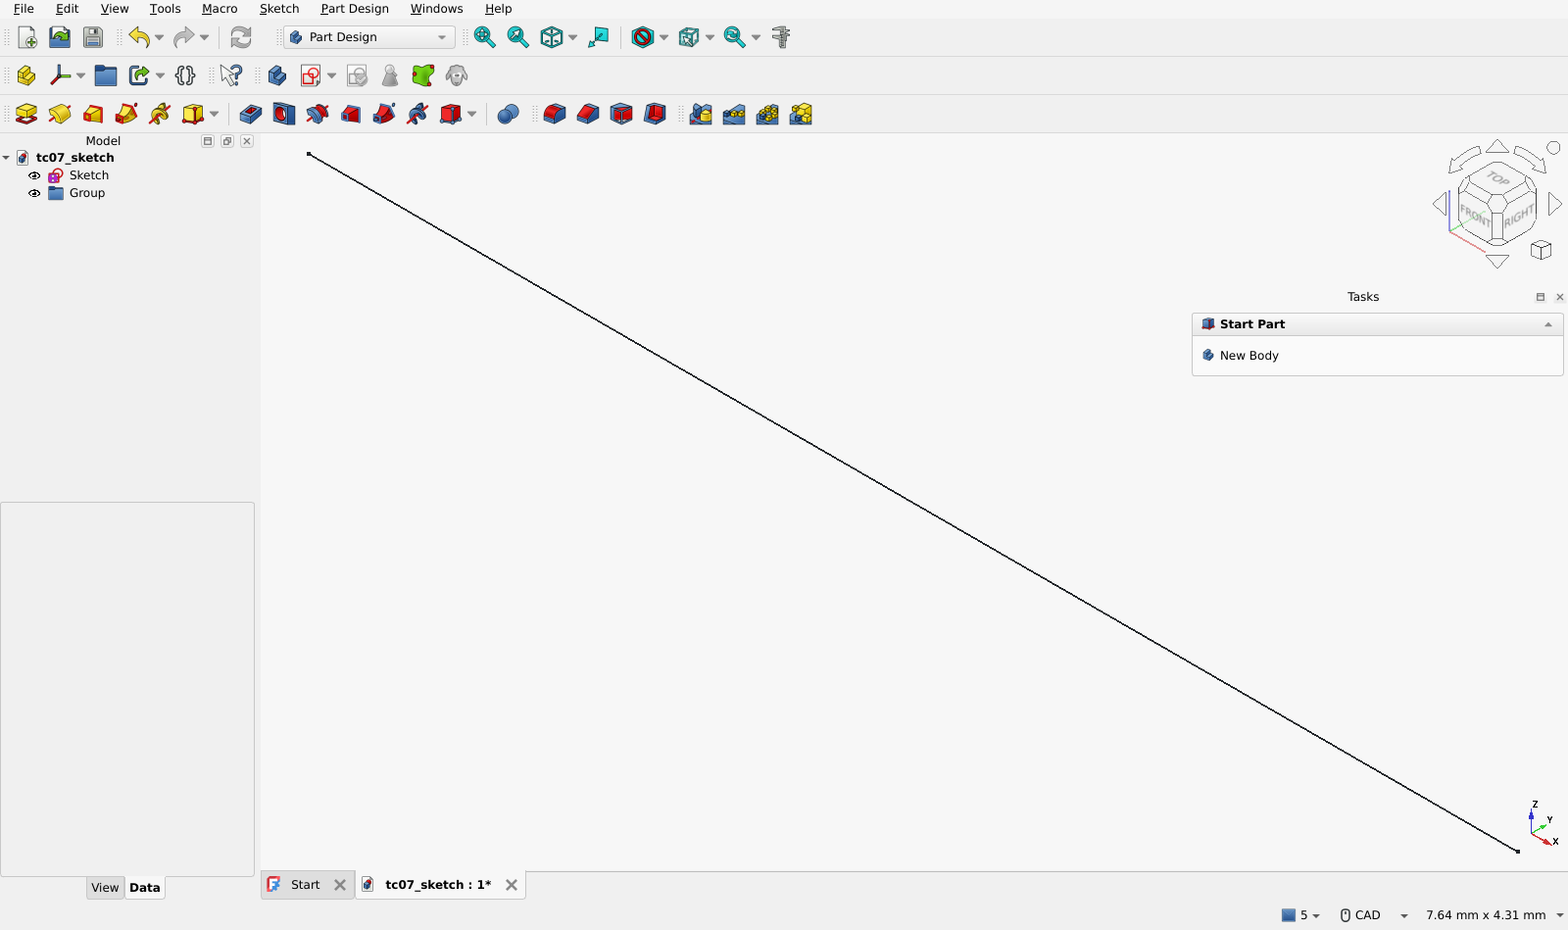 File Edit View Tools Macro Sketch Part Design Windows Help
Part Design
Model
tc07_sketch
Sketch
Group
TOP
FRONT RIGHT
Tasks
Start Part
New Body
Z
Y
X
View Data
Start tc07_sketch : 1*
5 CAD 7.64 mm x 4.31 mm